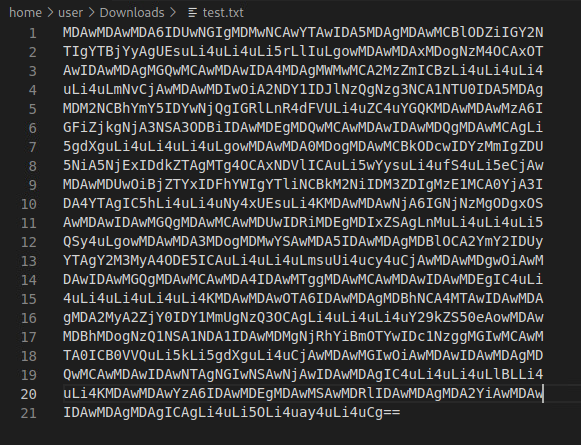 home > user > Downloads > test.txt
1 MDAwMDAwMDA6IDUwNGIgMDMwNCAwYTAwIDA5MDAgMDAwMCBlODZiIGY2N
2 TIgYTBjYyAgUEsuLi4uLi4uLi5rLlIuLgowMDAwMDAxMDogNzM4OCAxOT
3 AwIDAwMDAgMGQwMCAwMDAwIDA4MDAgMWMwMCA2MzZmICBzLi4uLi4uLi4
4 uLi4uLmNvCjAwMDAwMDIwOiA2NDY1IDJlNzQgNzg3NCA1NTU0IDA5MDAg
5 MDM2NCBhYmY5IDYwNjQgIGRlLnR4dFVULi4uZC4uYGQKMDAwMDAwMzA6I
6 GFiZjkgNjA3NSA3ODBiIDAwMDEgMDQwMCAwMDAwIDAwMDQgMDAwMCAgLi
7 5gdXguLi4uLi4uLi4uLgowMDAwMDA0MDogMDAwMCBkODcwIDYzMmIgZDU
8 5NiA5NjExIDdkZTAgMTg4OCAxNDVlICAuLi5wYysuLi4ufS4uLi5eCjAw
9 MDAwMDUwOiBjZTYxIDFhYWIgYTliNCBkM2NiIDM3ZDIgMzE1MCA0YjA3I
10 DA4YTAgIC5hLi4uLi4uNy4xUEsuLi4KMDAwMDAwNjA6IGNjNzMgODgxOS
11 AwMDAwIDAwMGQgMDAwMCAwMDUwIDRiMDEgMDIxZSAgLnMuLi4uLi4uLi5
12 QSy4uLgowMDAwMDA3MDogMDMwYSAwMDA5IDAwMDAgMDBlOCA2YmY2IDUy
13 YTAgY2M3MyA4ODE5ICAuLi4uLi4uLmsuUi4ucy4uCjAwMDAwMDgwOiAwM
14 DAwIDAwMGQgMDAwMCAwMDA4IDAwMTggMDAwMCAwMDAwIDAwMDEgIC4uLi
15 4uLi4uLi4uLi4uLi4KMDAwMDAwOTA6IDAwMDAgMDBhNCA4MTAwIDAwMDA
16 gMDA2MyA2ZjY0IDY1MmUgNzQ3OCAgLi4uLi4uLi4uY29kZS50eAowMDAw
17 MDBhMDogNzQ1NSA1NDA1IDAwMDMgNjRhYiBmOTYwIDc1NzggMGIwMCAwM
18 TA0ICB0VVQuLi5kLi5gdXguLi4uCjAwMDAwMGIwOiAwMDAwIDAwMDAgMD
19 QwMCAwMDAwIDAwNTAgNGIwNSAwNjAwIDAwMDAgIC4uLi4uLi4uLlBLLi4
20 uLi4KMDAwMDAwYzA6IDAwMDEgMDAwMSAwMDRlIDAwMDAgMDA2YiAwMDAw
21 IDAwMDAgMDAgICAgLi4uLi5OLi4uay4uLi4uCg==